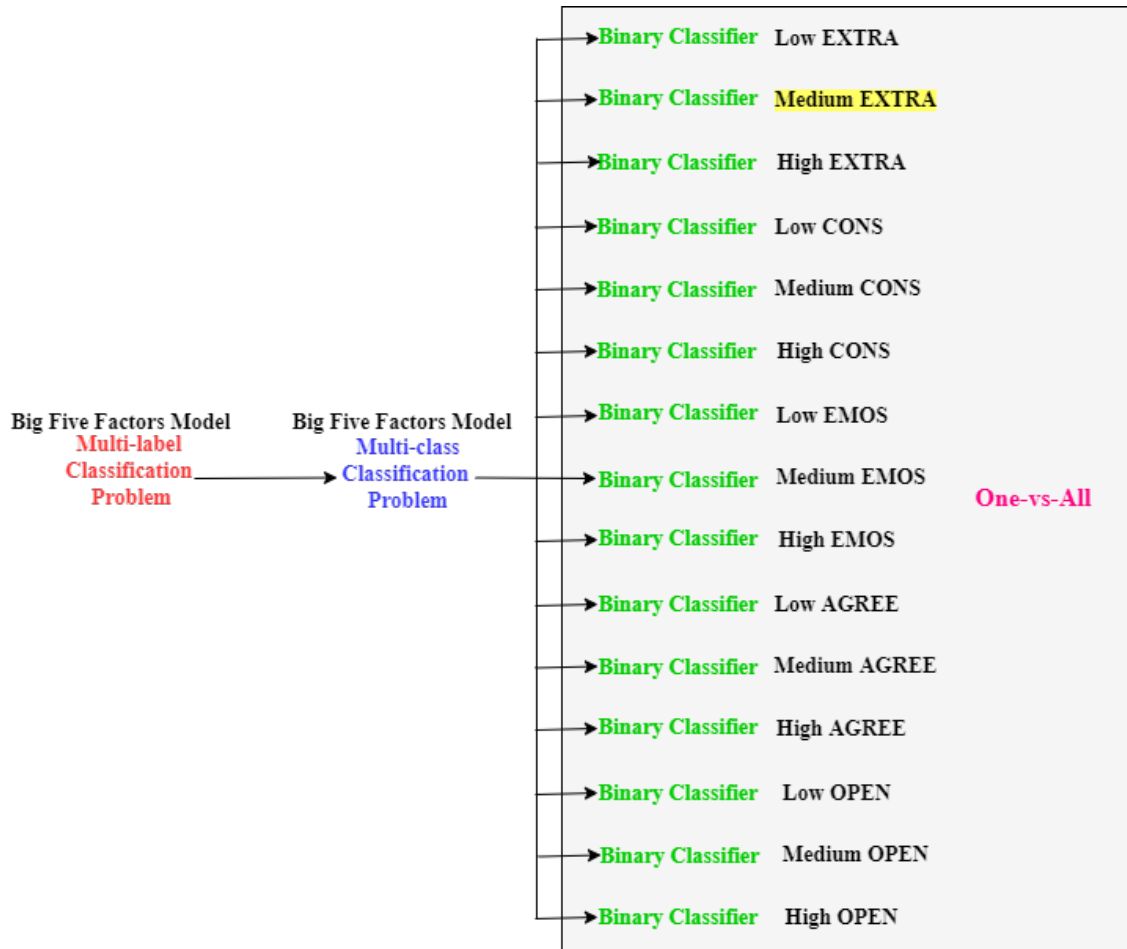 Binary Classifier Low EXTRA
Binary Classifier Medium EXTRA
Binary Classifier High EXTRA
Binary Classifier Low CONS
Binary Classifier Medium CONS
Binary Classifier High CONS
Big Five Factors Model
Multi-label
Classification
Problem
Big Five Factors Model
Multi-class
Classification
Problem
Binary Classifier Low EMOS
Binary Classifier Medium EMOS
Binary Classifier High EMOS
Binary Classifier Low AGREE
Binary Classifier Medium AGREE
Binary Classifier High AGREE
Binary Classifier Low OPEN
Binary Classifier Medium OPEN
Binary Classifier High OPEN
One-vs-All